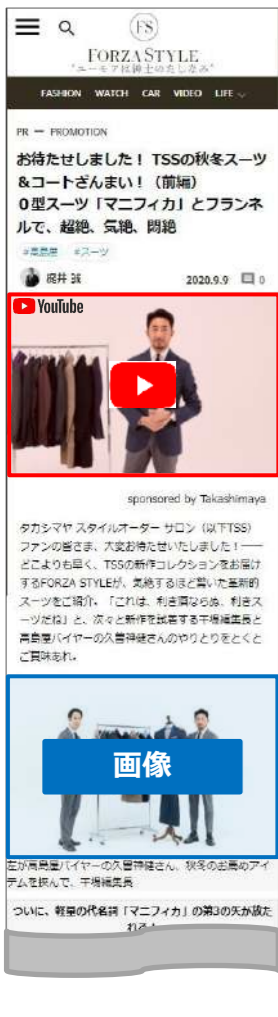 FS
FORZA STYLE
"ユーモアは紳士のたしなみ"
FASHION WATCH CAR VIDEO LIFE
PR ー PROMOTION
お待たせしました！ TSSの秋冬スーツ
&コートざんまい！（前編）
０型スーツ「マニフィカ」とフランネ
ルで、超絶、気絶、悶絶
#高島屋 #スーツ
2020.9.9 0
YouTube
sponsored by Takashimaya
タカシマヤ スタイルオーダー サロン（以下TSS）
ファンの皆さま、大変お待たせいたしました！――
どこよりも早く、TSSの新作コレクションをお届け
するFORZA STYLEが、気絶するほど驚いた革新的
スーツをご紹介。「これは、利き酒ならぬ、利きス
ーツだね」と、次々と新作を試着する干場編集長と
高島屋バイヤーの久曽神健さんのやりとりをとくと
ご賞味あれ。
画像
左が高島屋バイヤーの久曽神健さん。秋冬のお薦めアイ
テムを挟んで、干場編集長
ついに、軽量の代名詞「マニフィカ」の第3の矢が放た